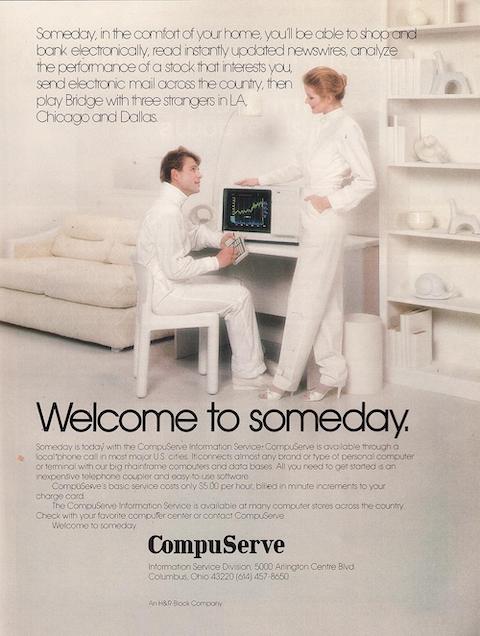 Someday, in the comfort of your home, you'll be able to shop and
bank electronically, read instantly updated newswires, analyze
the performance of a stock that interests you,
send electronic mail across the country, then
play Bridge with three strangers in LA,
Chicago and Dallas.
Welcome to someday.
Someday is today with the CompuServe Information Service. CompuServe is available through a
local phone call in most major U.S. cities. It connects almost any brand or type of personal computer
or terminal with our big mainframe computers and data bases. All you need to get started is an
inexpensive telephone coupler and easy-to-use software.
CompuServe's basic service costs only $5.00 per hour, billed in minute increments to your
charge card.
The CompuServe Information Service is available at many computer stores across the country.
Check with your favorite computer center or contact CompuServe.
Welcome to someday.
CompuServe
Information Service Division, 5000 Arlington Centre Blvd.
Columbus, Ohio 43220 (614) 457-8650
An H&R Block Company